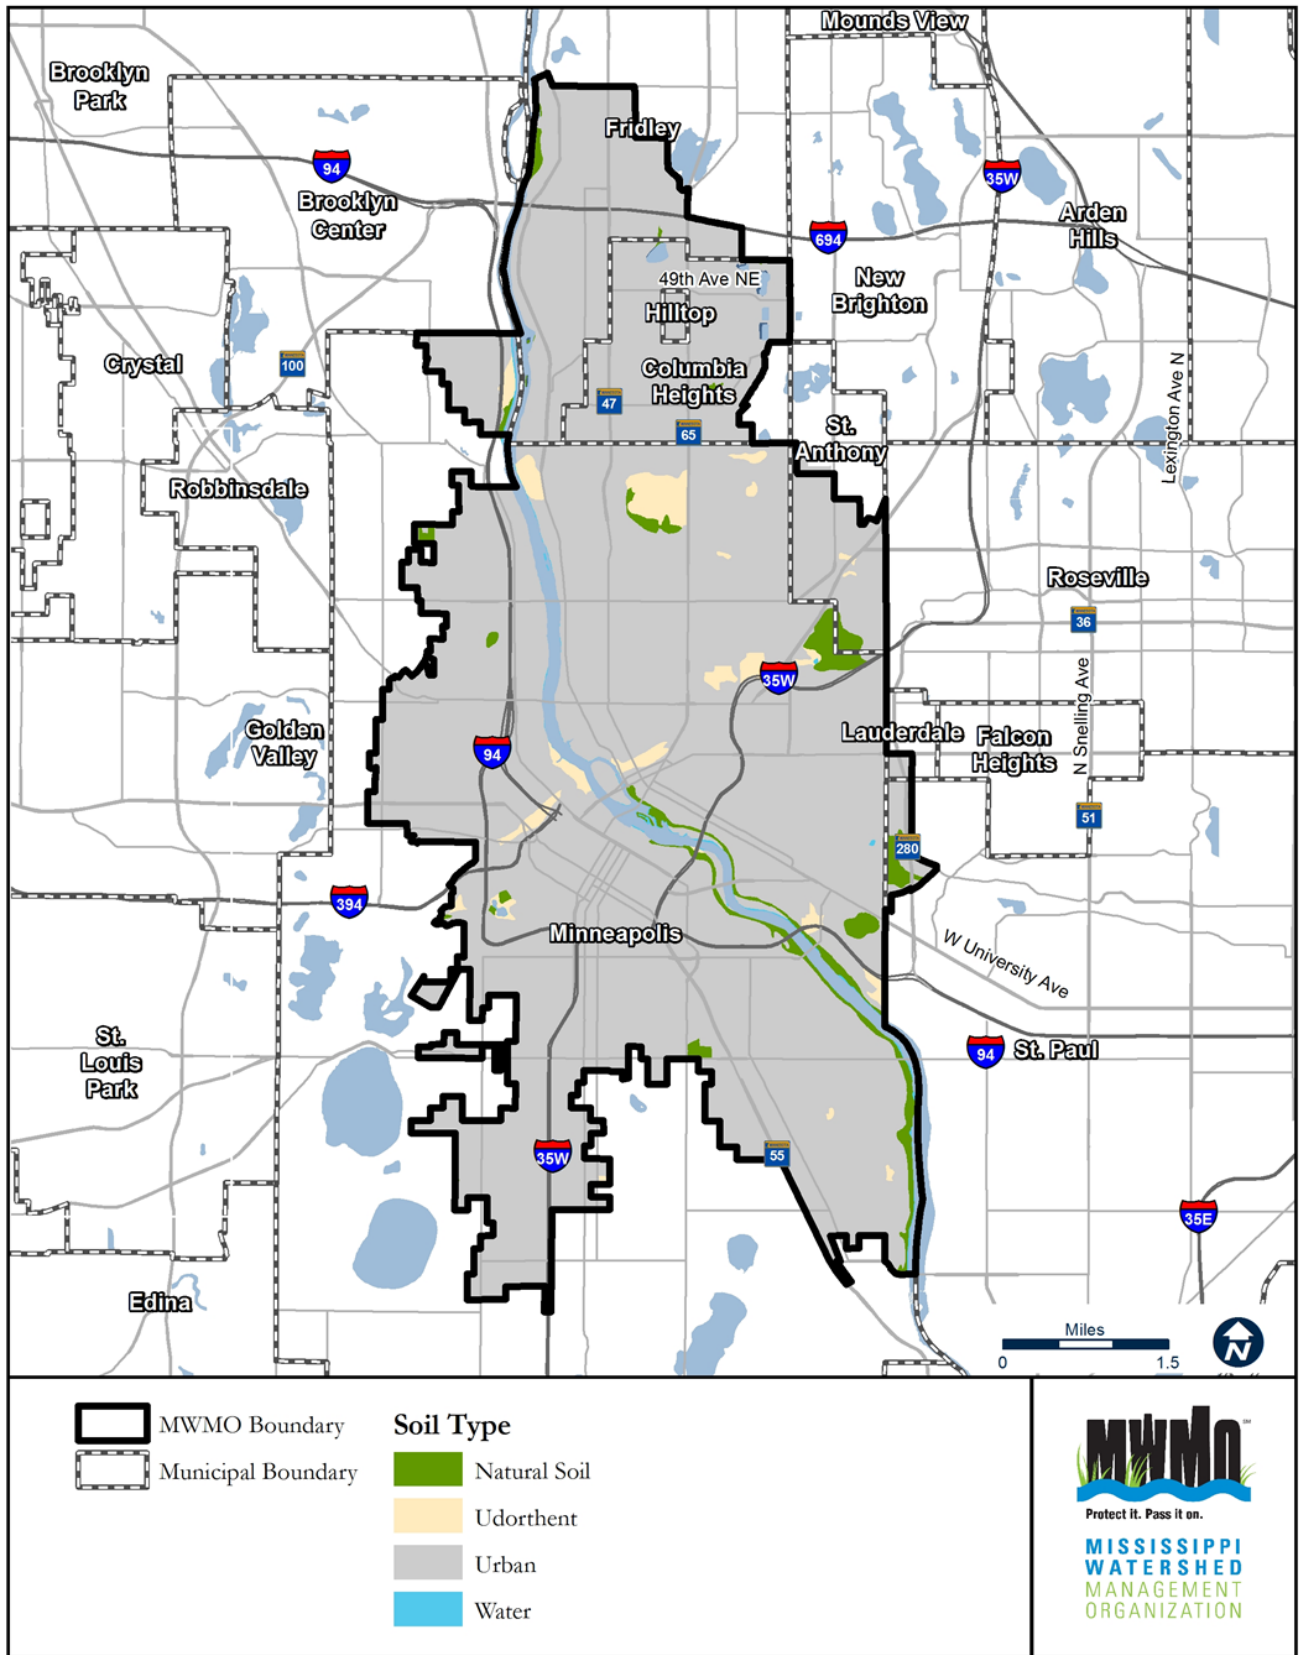 Mounds View
Brooklyn
Park
Fridley
94
35W
Brooklyn
Center
Arden
Hills
694
49th Ave NE
New
Brighton
Hilltop
Crystal
100
Columbia
Heights
47
65
St.
Anthony
Lexington Ave N
Robbinsdale
Roseville
36
35W
N Snelling Ave
Golden
Valley
94
Lauderdale
Falcon
Heights
51
280
394
Minneapolis
W University Ave
St.
Louis
Park
94
St. Paul
35W
55
35E
Edina
Miles
0
1.5
N
MWMO Boundary
Municipal Boundary
Soil Type
Natural Soil
Udorthent
Urban
Water
MWMO
SM
Protect it. Pass it on.
MISSISSIPPI
WATERSHED
MANAGEMENT
ORGANIZATION